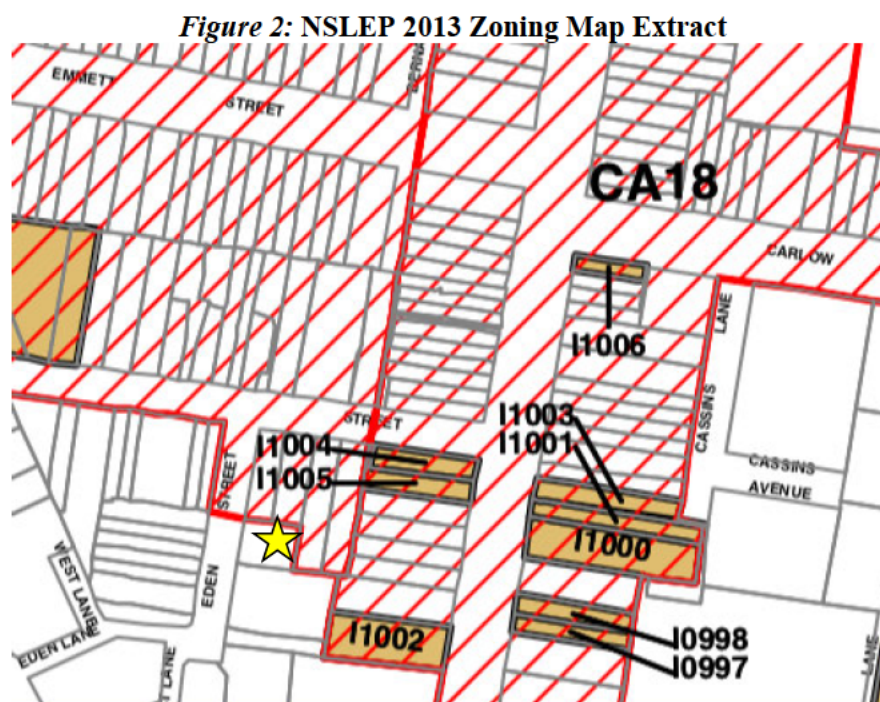 Figure 2: NSLEP 2013 Zoning Map Extract
EMMETT
STREET
CA18
CARLOW
LANE
I1006
STREET
I1003
I1004
I1001
I1005
CASSINS
STREET
CASSINS
AVENUE
I1000
WEST LANE
EDEN
EDEN LANE
I1002
I0998
I0997
LANE
LANE